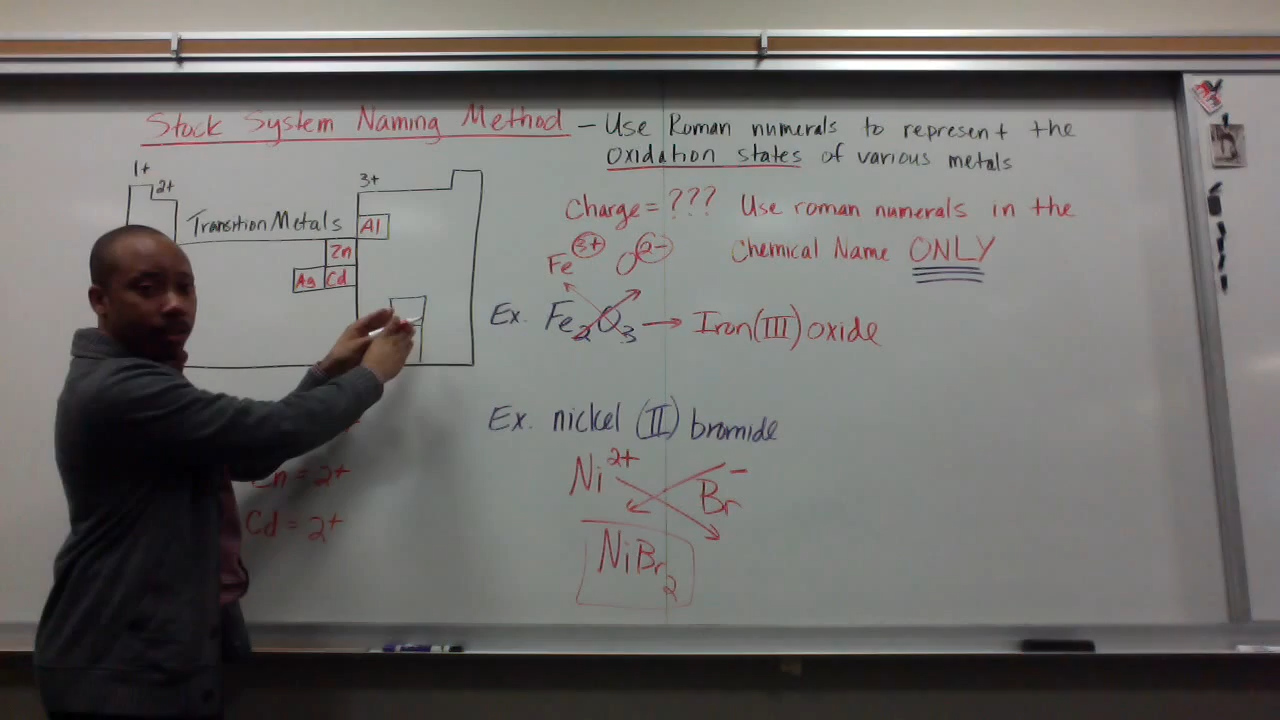 Stock System Naming Method – Use Roman numerals to represent the
Oxidation states of various metals
1+
2+
3+
Transition Metals
Al
Zn
Ag Cd
Charge = ??? Use roman numerals in the
Chemical Name ONLY
Fe 3+ O 2-
Ex. Fe2O3 → Iron(III) oxide
Ex. nickel (II) bromide
Ni 2+ Br -
NiBr2
= 2+
Cd = 2+